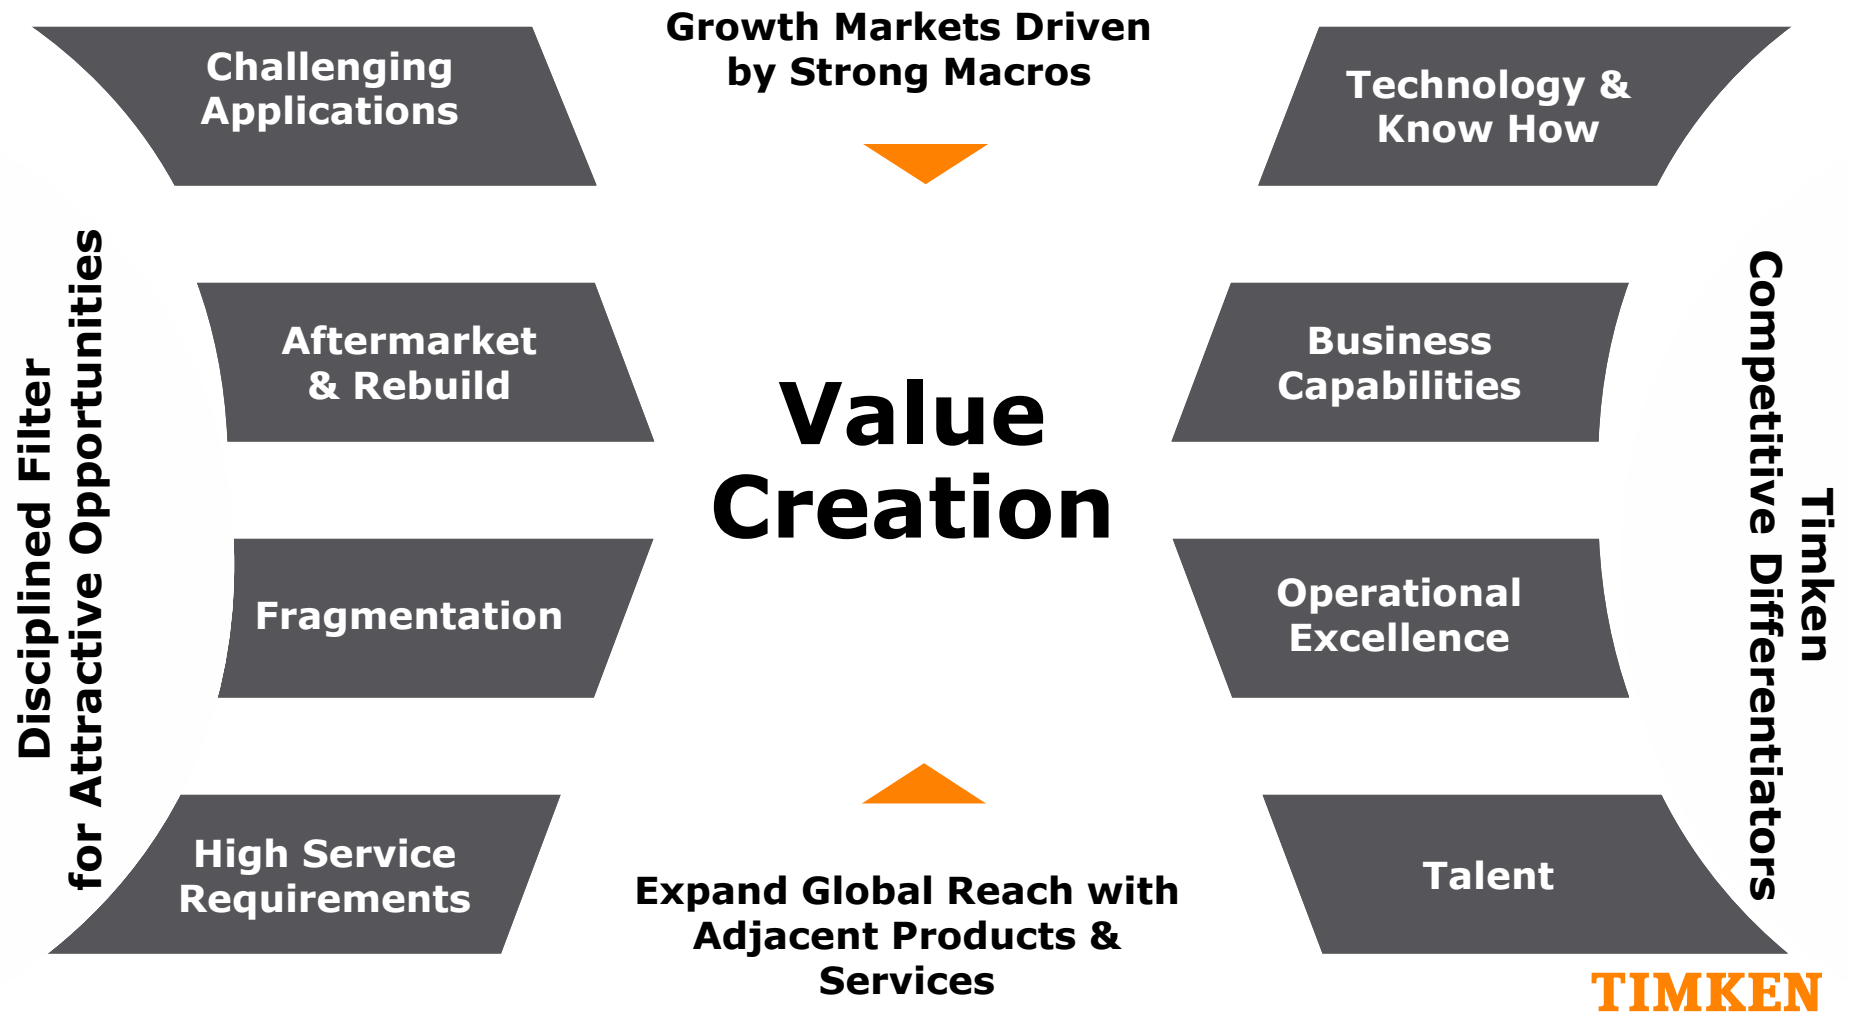 Growth Markets Driven
by Strong Macros
Disciplined Filter
for Attractive Opportunities
Challenging
Applications
Aftermarket
& Rebuild
Fragmentation
High Service
Requirements
Value
Creation
Technology &
Know How
Business
Capabilities
Operational
Excellence
Talent
Timken
Competitive Differentiators
Expand Global Reach with
Adjacent Products &
Services
TIMKEN